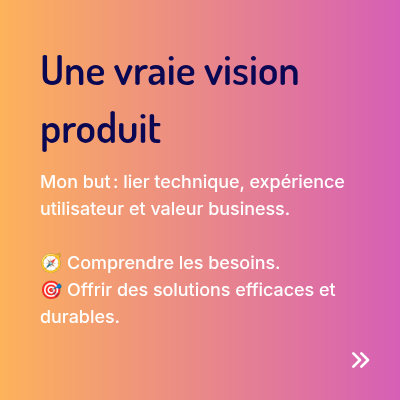 Une vraie vision
produit
Mon but : lier technique, expérience
utilisateur et valeur business.
🧭 Comprendre les besoins.
🎯 Offrir des solutions efficaces et
durables.